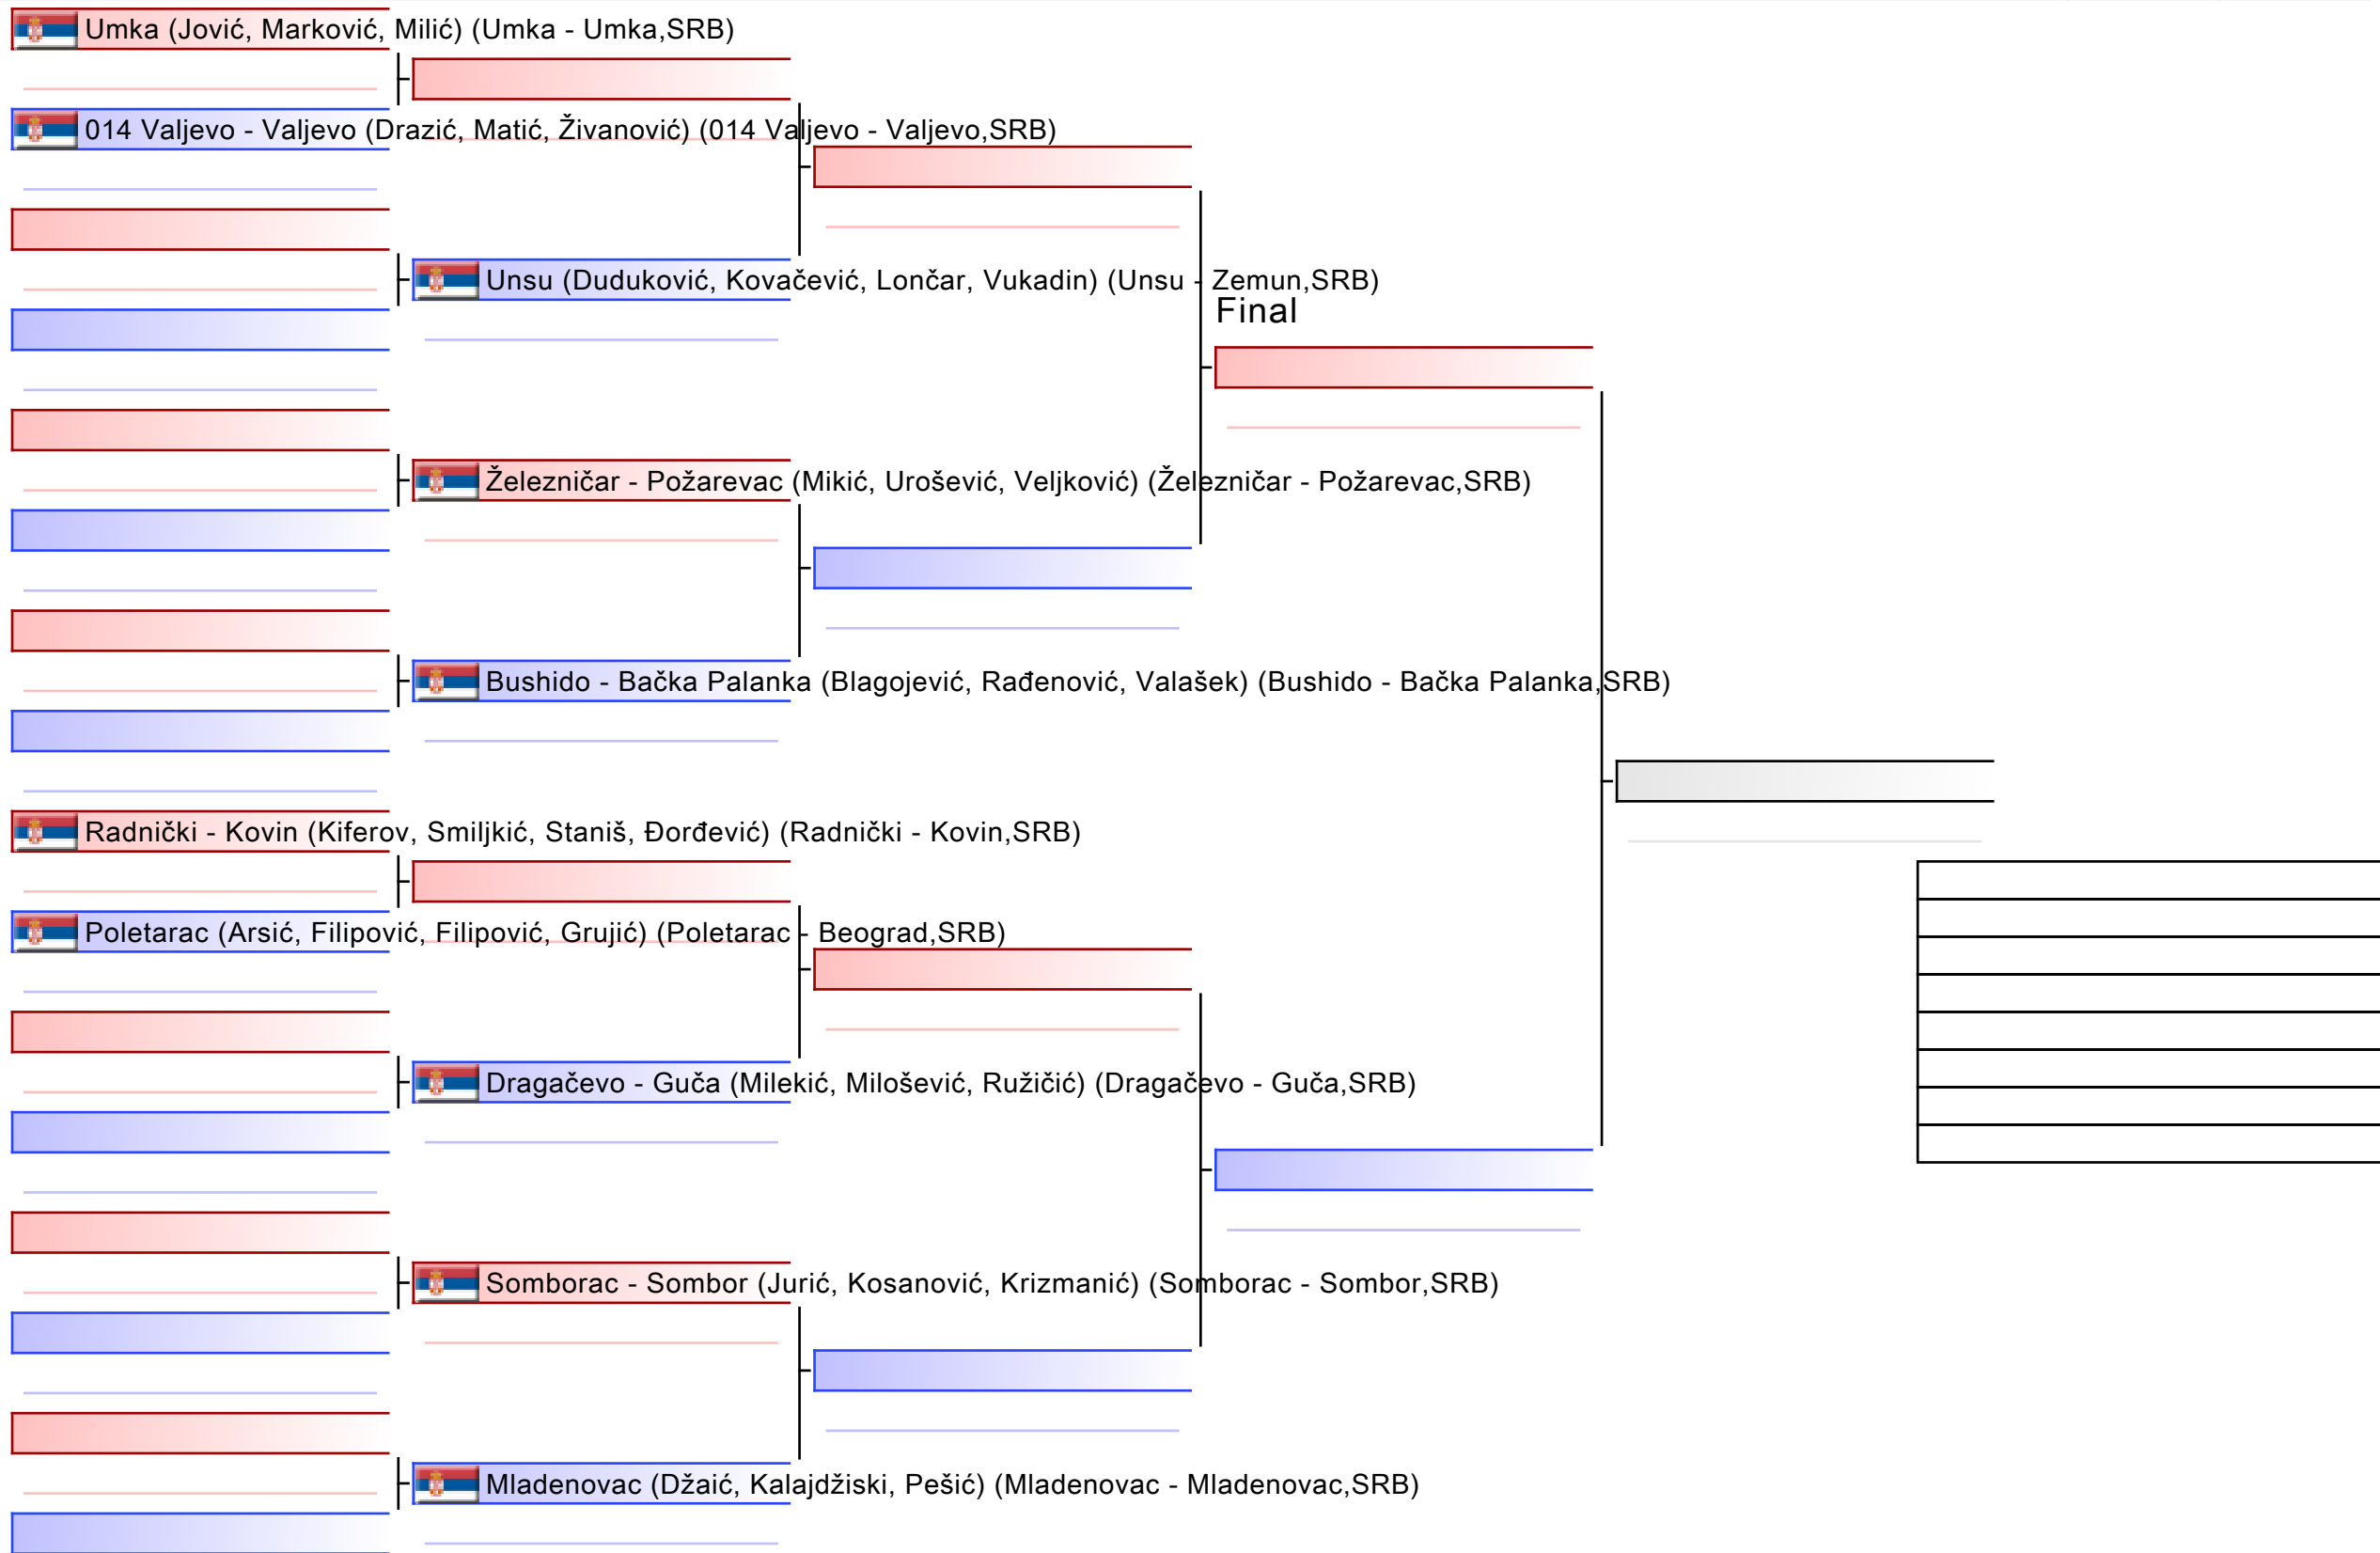 Umka (Jović, Marković, Milić) (Umka - Umka,SRB)
014 Valjevo - Valjevo (Drazić, Matić, Živanović) (014 Valjevo - Valjevo,SRB)
Unsu (Duduković, Kovačević, Lončar, Vukadin) (Unsu - Zemun,SRB)
Final
Železničar - Požarevac (Mikić, Urošević, Veljković) (Železničar - Požarevac,SRB)
Bushido - Bačka Palanka (Blagojević, Rađenović, Valašek) (Bushido - Bačka Palanka,SRB)
Radnički - Kovin (Kiferov, Smiljkić, Staniš, Đorđević) (Radnički - Kovin,SRB)
Poletarac (Arsić, Filipović, Filipović, Grujić) (Poletarac - Beograd,SRB)
Dragačevo - Guča (Milekić, Milošević, Ružičić) (Dragačevo - Guča,SRB)
Somborac - Sombor (Jurić, Kosanović, Krizmanić) (Somborac - Sombor,SRB)
Mladenovac (Džaić, Kalajdžiski, Pešić) (Mladenovac - Mladenovac,SRB)